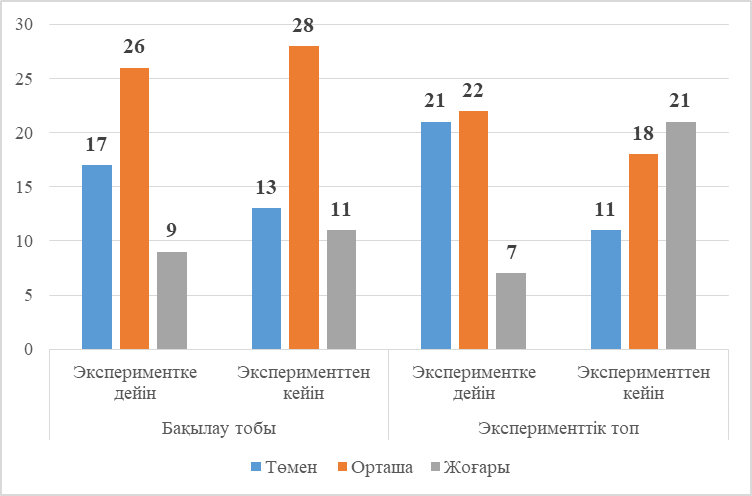 30
25
20
15
10
5
0
17
26
9
13
28
11
21
22
7
11
18
21
Экспериментке дейін
Эксперименттен кейін
Экспериментке дейін
Эксперименттен кейін
Бақылау тобы
Эксперименттік топ
Төмен Орташа Жоғары